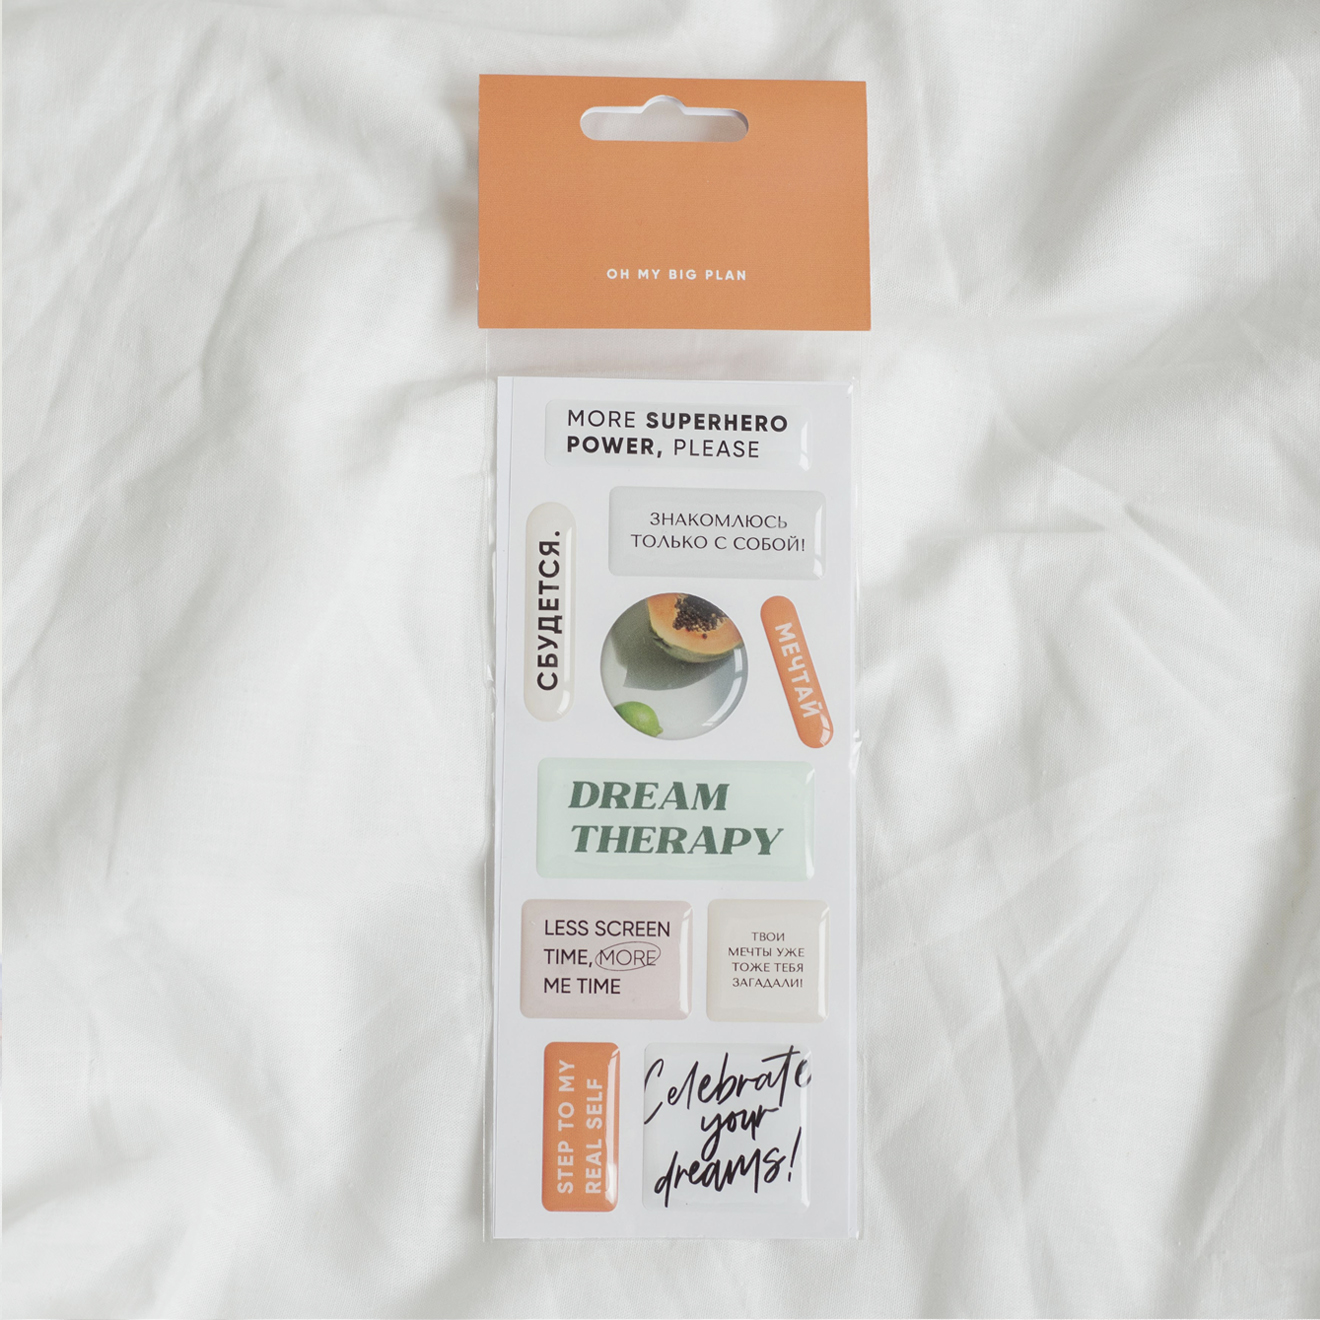 OH MY BIG PLAN
MORE SUPERHERO
POWER, PLEASE
ЗНАКОМЛЮСЬ
ТОЛЬКО С СОБОЙ!
СБУДЕТСЯ.
МЕЧТАЙ
DREAM
THERAPY
LESS SCREEN
TIME, MORE
ME TIME
ТВОИ
МЕЧТЫ УЖЕ
ТОЖЕ ТЕБЯ
ЗАГАДАЛИ!
STEP TO MY
REAL SELF
Celebrate
your
dreams!